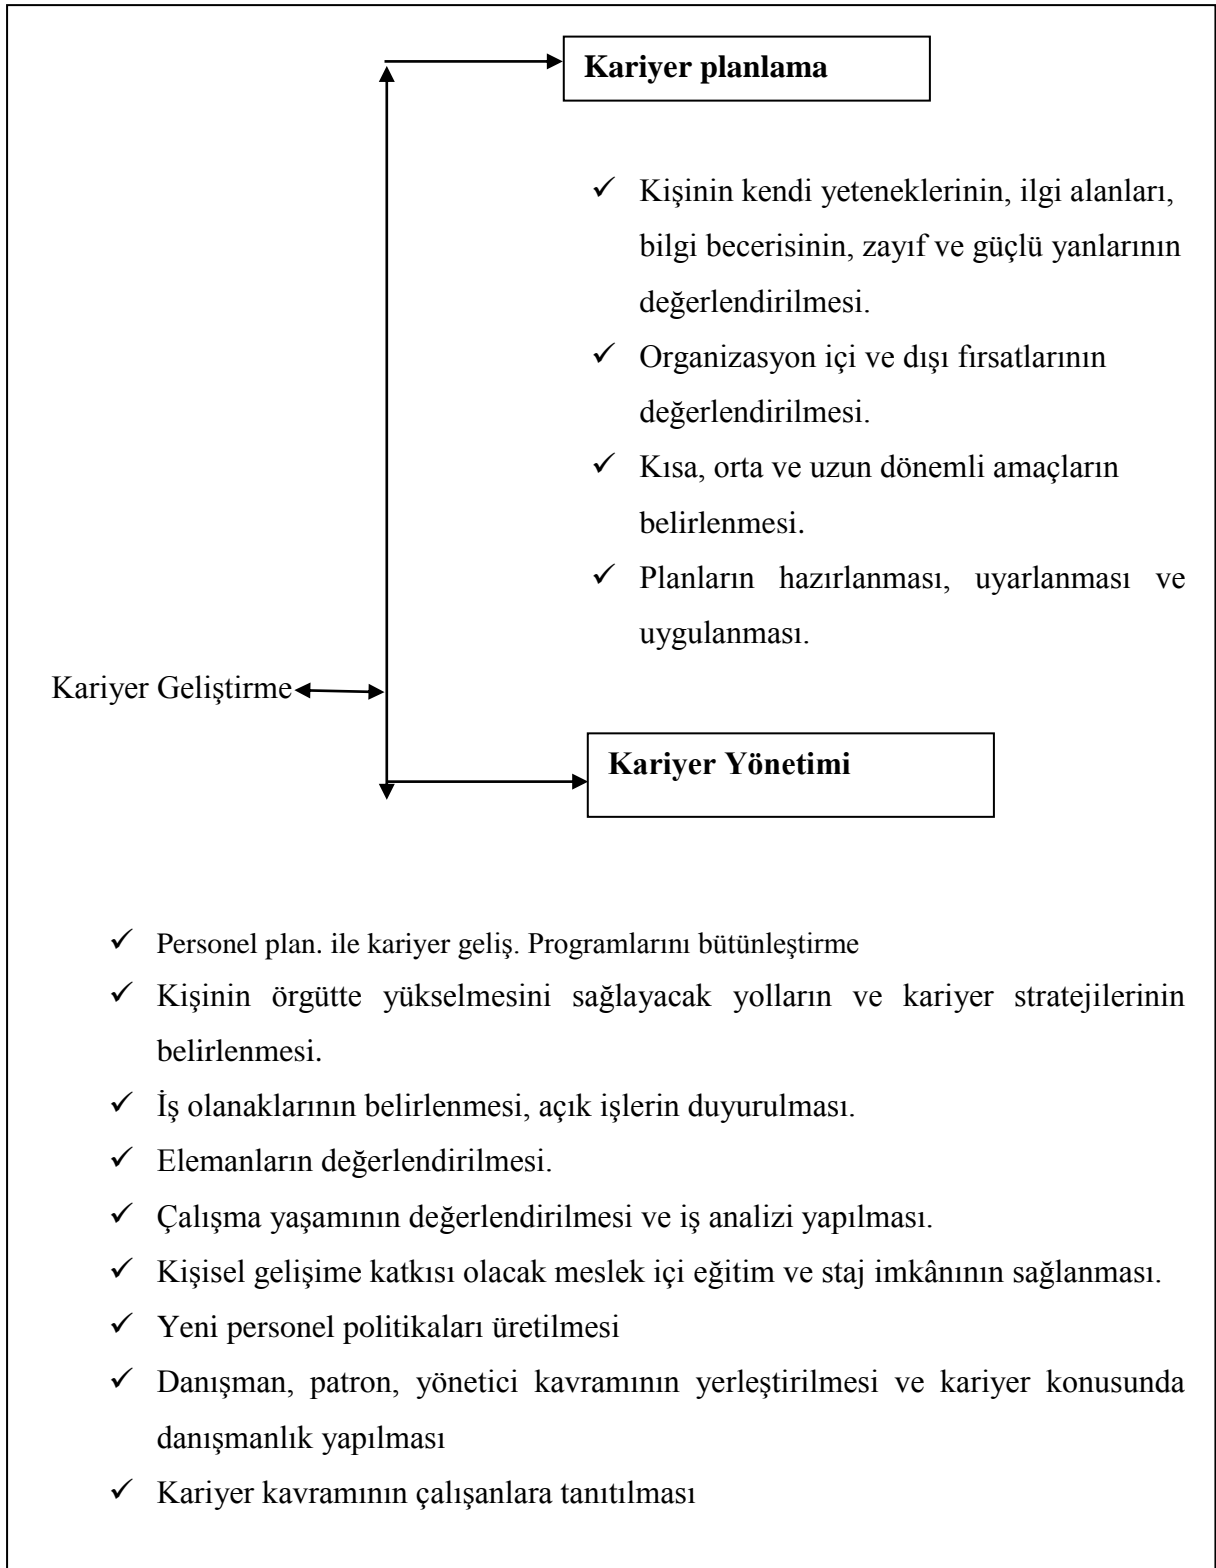 Kariyer planlama
✓ Kişinin kendi yeteneklerinin, ilgi alanları,
bilgi becerisinin, zayıf ve güçlü yanlarının
değerlendirilmesi.
✓ Organizasyon içi ve dışı fırsatlarının
değerlendirilmesi.
✓ Kısa, orta ve uzun dönemli amaçların
belirlenmesi.
✓ Planların hazırlanması, uyarlanması ve
uygulanması.
Kariyer Geliştirme
Kariyer Yönetimi
✓ Personel plan. ile kariyer geliş. Programlarını bütünleştirme
✓ Kişinin örgütte yükselmesini sağlayacak yolların ve kariyer stratejilerinin
belirlenmesi.
✓ İş olanaklarının belirlenmesi, açık işlerin duyurulması.
✓ Elemanların değerlendirilmesi.
✓ Çalışma yaşamının değerlendirilmesi ve iş analizi yapılması.
✓ Kişisel gelişime katkısı olacak meslek içi eğitim ve staj imkânının sağlanması.
✓ Yeni personel politikaları üretilmesi
✓ Danışman, patron, yönetici kavramının yerleştirilmesi ve kariyer konusunda
danışmanlık yapılması
✓ Kariyer kavramının çalışanlara tanıtılması